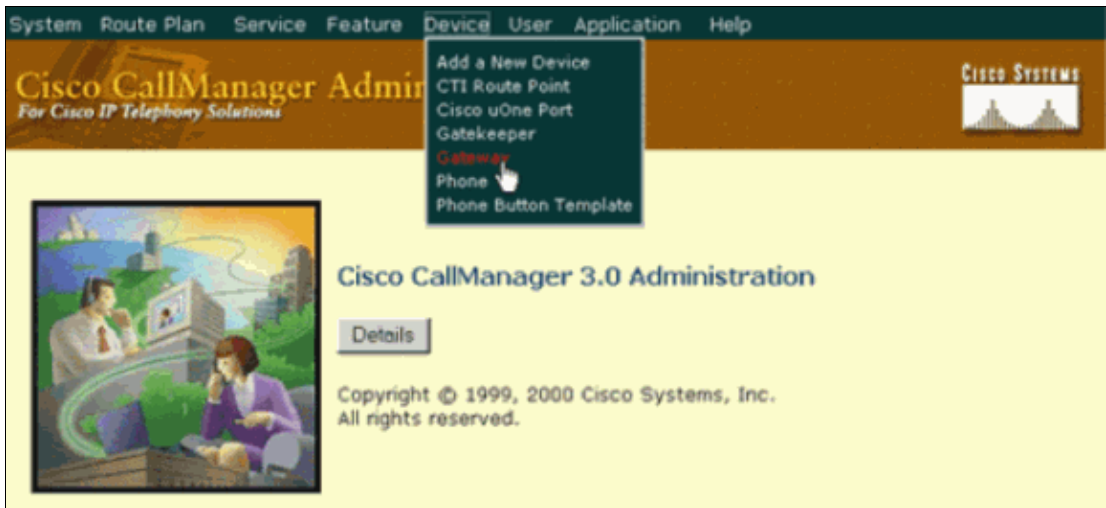 System Route Plan Service Feature Device User Application Help
Cisco CallManager Admin
For Cisco IP Telephony Solutions
CISCO SYSTEMS
Add a New Device
CTI Route Point
Cisco uOne Port
Gatekeeper
Gateway
Phone
Phone Button Template
Cisco CallManager 3.0 Administration
Details
Copyright © 1999, 2000 Cisco Systems, Inc.
All rights reserved.